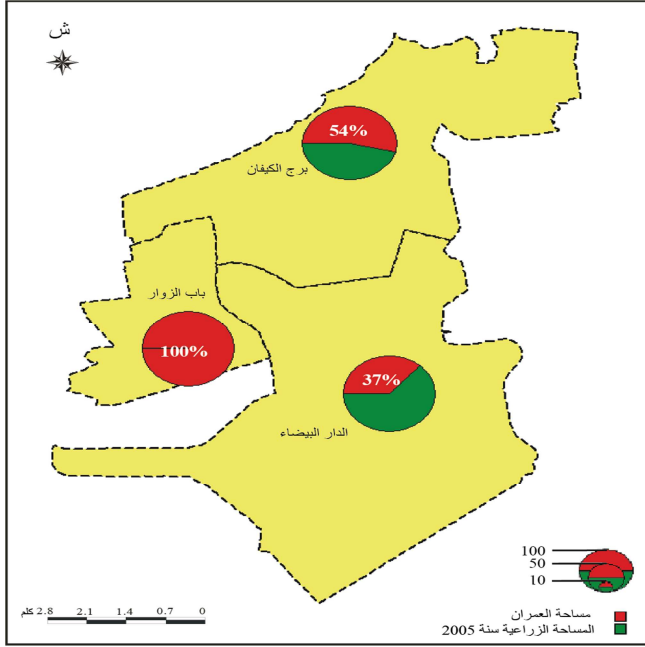 ش
54%
برج الكيفان
باب الزوار
100%
37%
الدار البيضاء
100
50
10
مساحة العمران
المساحة الزراعية سنة 2005
0 0.7 1.4 2.1 2.8 كلم